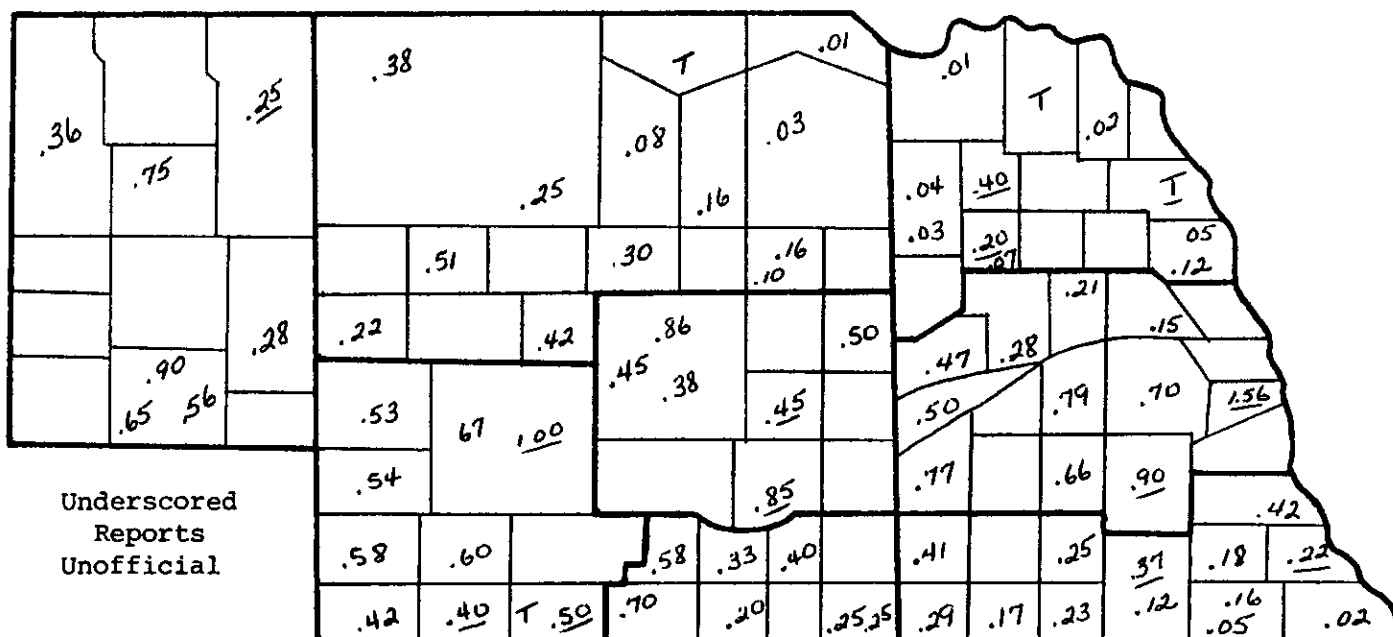 .38 T .01 .01
.25 T
.36 .02
.75 .08 .03
.25 .16 .04 .40 T
.03 .20 05
.51 .30 .16 .07 .12
.10
.28 .22 .42 .86 .50 .21
.45 .47 .28 .15
.90 .38
.65 .56 .53 67 1.00 .45 .50 .79 .70 1.56
.54 .85 .77 .66 .90
Underscored
Reports
Unofficial
.42
.58 .60 .58 .33 .40 .41 .25 .37 .18 .22
.12 .16
.42 .40 T .50 .70 .20 .25 .25 .29 .17 .23 .05 .02